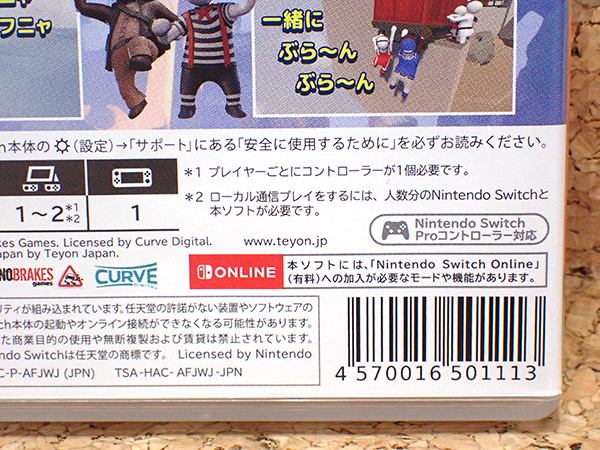 ニャ
フニャ
一緒に
ぶら～ん
ぶら～ん
本体の (設定)→「サポート」にある「安全に使用するために」を必ずお読みください。
*1 プレイヤーごとにコントローラーが1個必要です。
*2 ローカル通信プレイをするには、人数分のNintendo Switchと
本ソフトが必要です。
1～2 *1 *2
1
Nintendo Switch
Proコントローラー対応
kes Games. Licensed by Curve Digital.
apan by Teyon Japan.
www.teyon.jp
NOBRAKES
games
CURVE
DIGITAL
ONLINE
本ソフトには、「Nintendo Switch Online」
(有料)への加入が必要なモードや機能があります。
リティが組み込まれています。任天堂の許諾がない装置やソフトウェアの
ch本体の起動やオンライン接続ができなくなる可能性があります。
た商業目的の使用や無断複製および賃貸は禁止されています。
endo Switchは任天堂の商標です。 Licensed by Nintendo
C-P-AFJWJ (JPN) TSA-HAC- AFJWJ -JPN
4 570016 501113